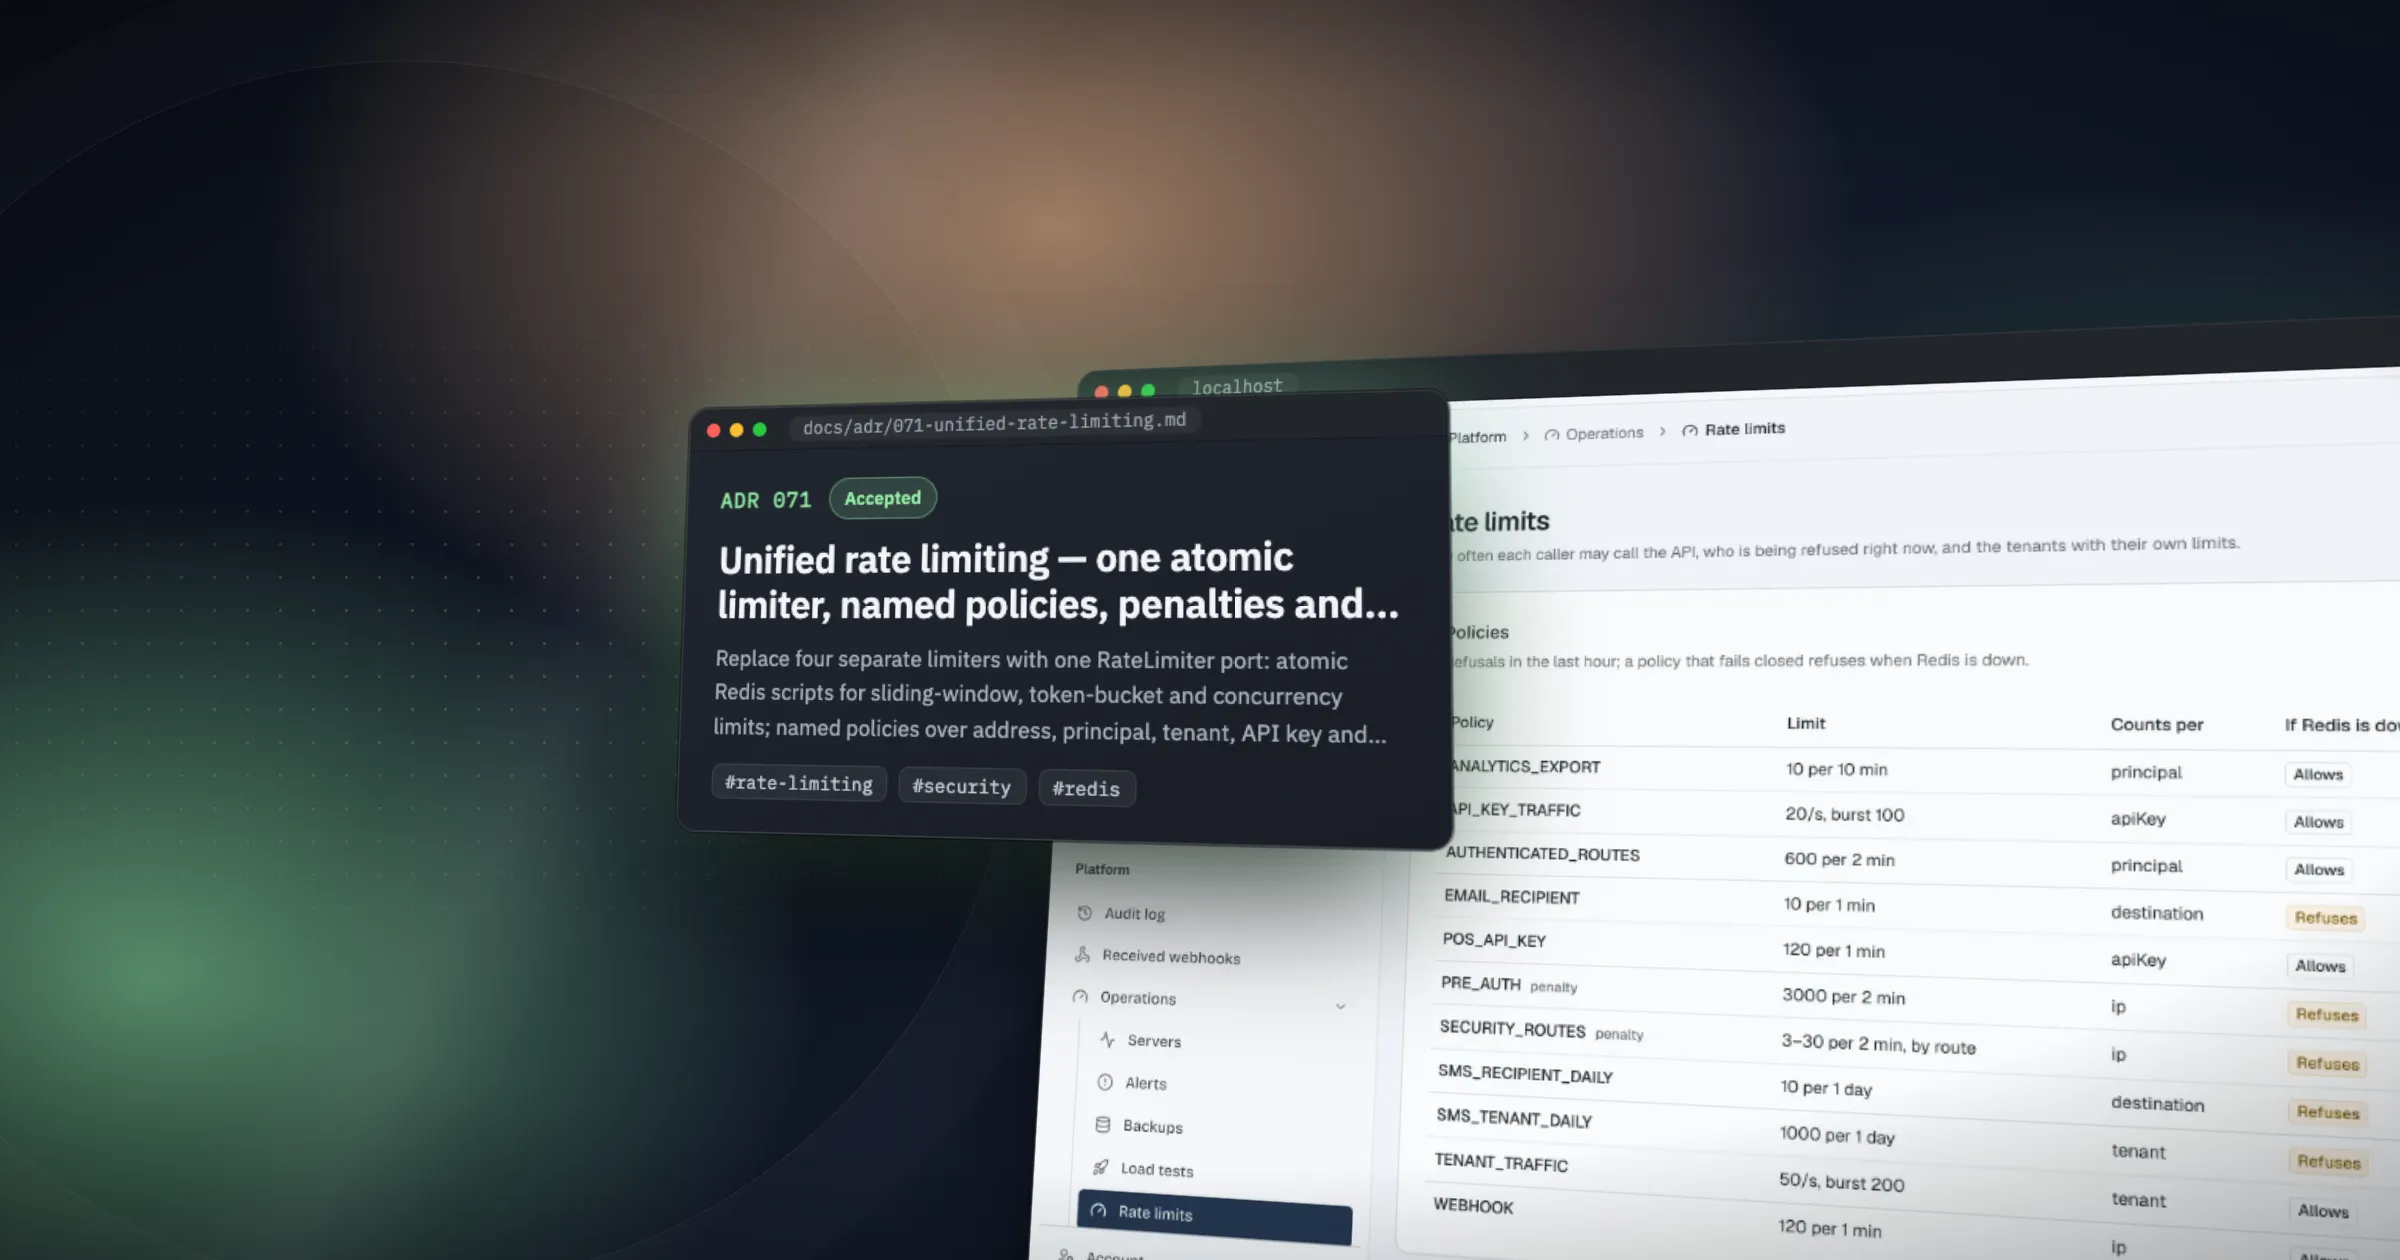 localhost
docs/adr/071-unified-rate-limiting.md
ADR 071 Accepted
Unified rate limiting — one atomic
limiter, named policies, penalties and...
Replace four separate limiters with one RateLimiter port: atomic
Redis scripts for sliding-window, token-bucket and concurrency
limits; named policies over address, principal, tenant, API key and...
#rate-limiting #security #redis
Platform > Operations > Rate limits
limits
often each caller may call the API, who is being refused right now, and the tenants with their own limits.
Policies
efusals in the last hour; a policy that fails closed refuses when Redis is down.
Policy Limit Counts per If Redis is
ANALYTICS_EXPORT 10 per 10 min principal Allows
API_KEY_TRAFFIC 20/s, burst 100 apiKey Allows
AUTHENTICATED_ROUTES 600 per 2 min principal Allows
EMAIL_RECIPIENT 10 per 1 min destination Refuses
POS_API_KEY 120 per 1 min apiKey Allows
PRE_AUTH penalty 3000 per 2 min ip Refuses
SECURITY_ROUTES penalty 3–30 per 2 min, by route ip Refuses
SMS_RECIPIENT_DAILY 10 per 1 day destination Refuses
SMS_TENANT_DAILY 1000 per 1 day tenant Refuses
TENANT_TRAFFIC 50/s, burst 200 tenant Allows
WEBHOOK 120 per 1 min ip
Platform
Audit log
Received webhooks
Operations
Servers
Alerts
Backups
Load tests
Rate limits